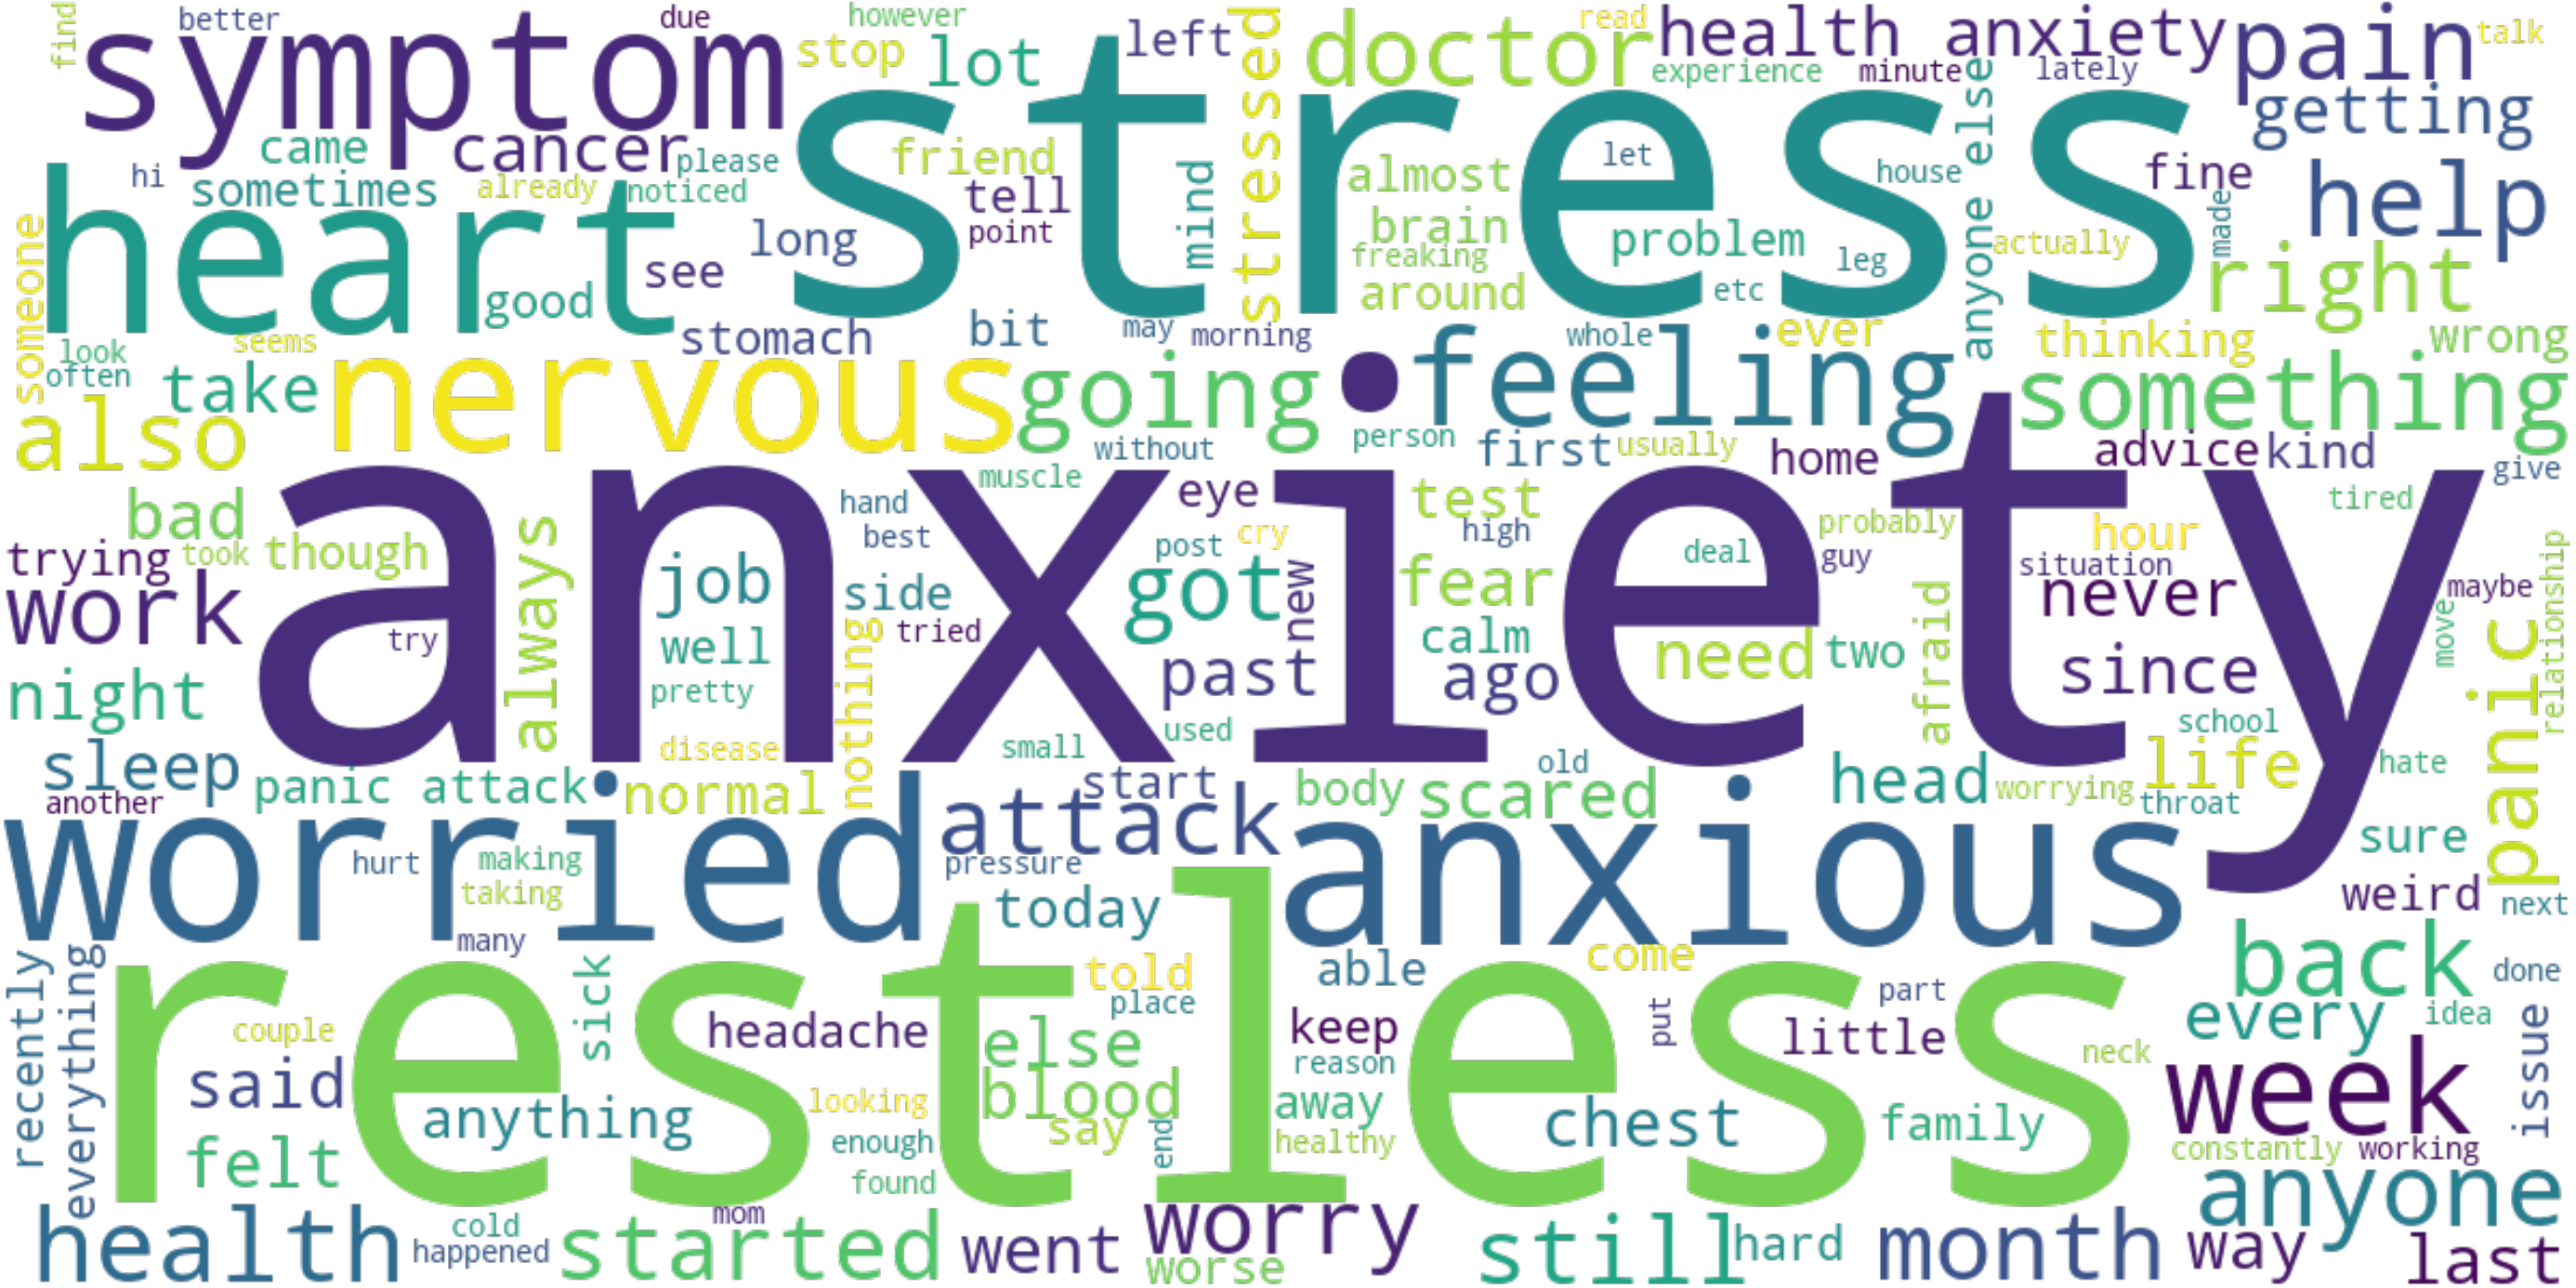 find
better
symptom
due
stop
however
lot
left
stressed
doctor
read
health anxiety
experience
minute
lately
pain
talk
getting
stress
came
cancer
please
friend
tell
mind
almost
let
house
anyone else
fine
made
help
hi
sometimes
already
noticed
heart
good
see
long
point
brain
freaking
around
problem
leg
etc
actually
right
someone
look
often
seems
stomach
bit
may
morning
whole
ever
thinking
wrong
also
take
nervous
going
feeling
something
without
person
first
usually
home
advice
kind
give
anxiety
muscle
eye
test
high
tired
bad
hand
best
post
cry
probably
hour
trying
took
though
always
job
side
got
new
fear
deal
guy
situation
never
maybe
relationship
work
try
well
nothing
tried
calm
need
two
afraid
since
move
panic
night
pretty
past
ago
used
school
sleep
disease
small
old
life
hate
another
panic attack
normal
start
body
scared
head
worrying
throat
worried
attack
anxious
sure
hurt
making
taking
pressure
weird
next
today
many
recently
everything
restless
sick
told
place
able
come
part
back
done
couple
headache
else
keep
reason
put
little
neck
every
idea
issue
said
anything
looking
blood
say
end
away
healthy
chest
family
week
felt
enough
found
constantly
working
anyone
health
cold
happened
started
mom
went
worry
worse
still
hard
month
way
last